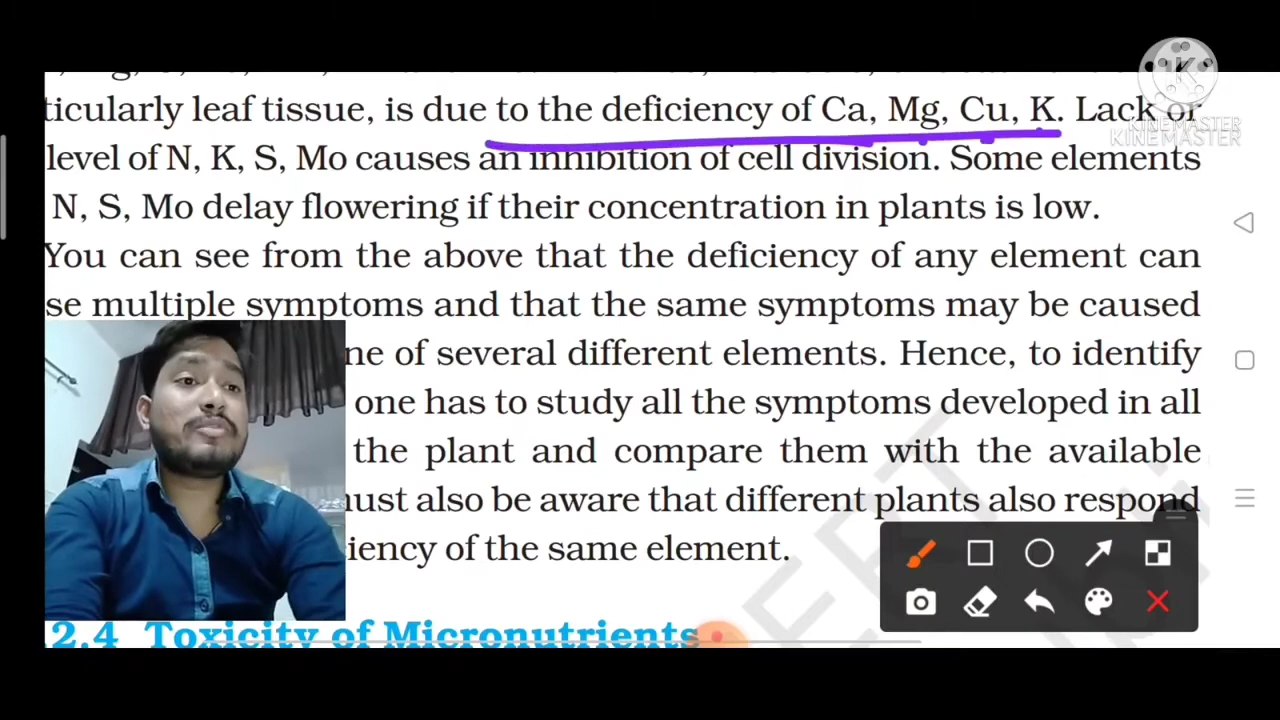 ticularly leaf tissue, is due to the deficiency of Ca, Mg, Cu, K. Lack or
level of N, K, S, Mo causes an inhibition of cell division. Some elements
N, S, Mo delay flowering if their concentration in plants is low.
You can see from the above that the deficiency of any element can
se multiple symptoms and that the same symptoms may be caused
ne of several different elements. Hence, to identify
one has to study all the symptoms developed in all
the plant and compare them with the available
must also be aware that different plants also respond
iency of the same element.
2.4 Toxicity of Micronutrients
KINEMASTER
KINEMASTER